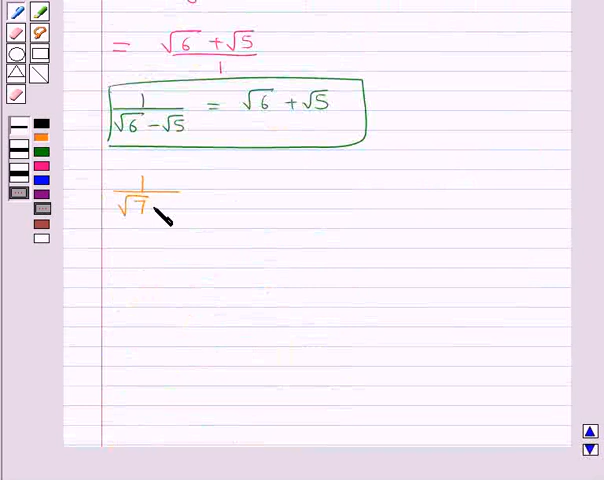 = √6 + √5 / 1
1 / √6 − √5 = √6 + √5
1 / √7